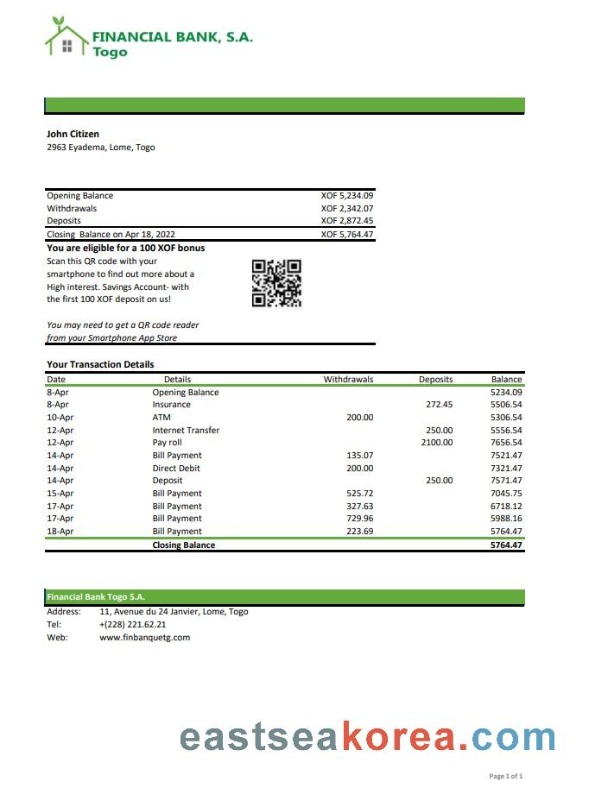 FINANCIAL BANK, S.A.
Togo
John Citizen
2963 Eyadema, Lome, Togo
Opening Balance XOF 5,234.09
Withdrawals XOF 2,342.07
Deposits XOF 2,872.45
Closing Balance on Apr 18, 2022 XOF 5,764.47
You are eligible for a 100 XOF bonus
Scan this QR code with your
smartphone to find out more about a
High interest. Savings Account- with
the first 100 XOF deposit on us!
You may need to get a QR code reader
from your Smartphone App Store
Your Transaction Details
Date Details Withdrawals Deposits Balance
8-Apr Opening Balance 5234.09
8-Apr Insurance 272.45 5506.54
10-Apr ATM 200.00 5306.54
12-Apr Internet Transfer 250.00 5556.54
12-Apr Pay roll 2100.00 7656.54
14-Apr Bill Payment 135.07 7521.47
14-Apr Direct Debit 200.00 7321.47
14-Apr Deposit 250.00 7571.47
15-Apr Bill Payment 525.72 7045.75
17-Apr Bill Payment 327.63 6718.12
17-Apr Bill Payment 729.96 5988.16
18-Apr Bill Payment 223.69 5764.47
Closing Balance 5764.47
Financial Bank Togo S.A.
Address: 11, Avenue du 24 Janvier, Lome, Togo
Tel: +(228) 221.62.21
Web: www.finbanquetg.com
eastseakorea.com
Page 1 of 1